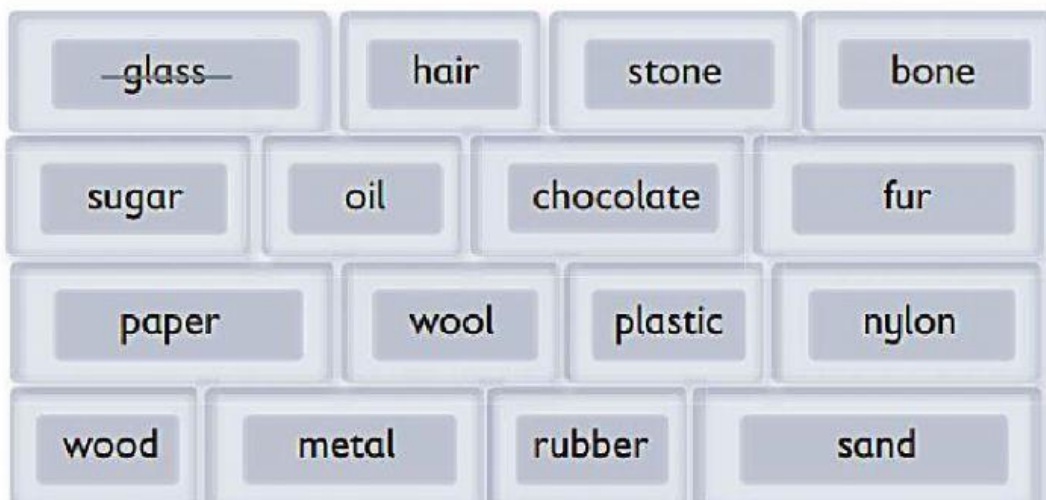 glass hair stone bone
sugar oil chocolate fur
paper wool plastic nylon
wood metal rubber sand